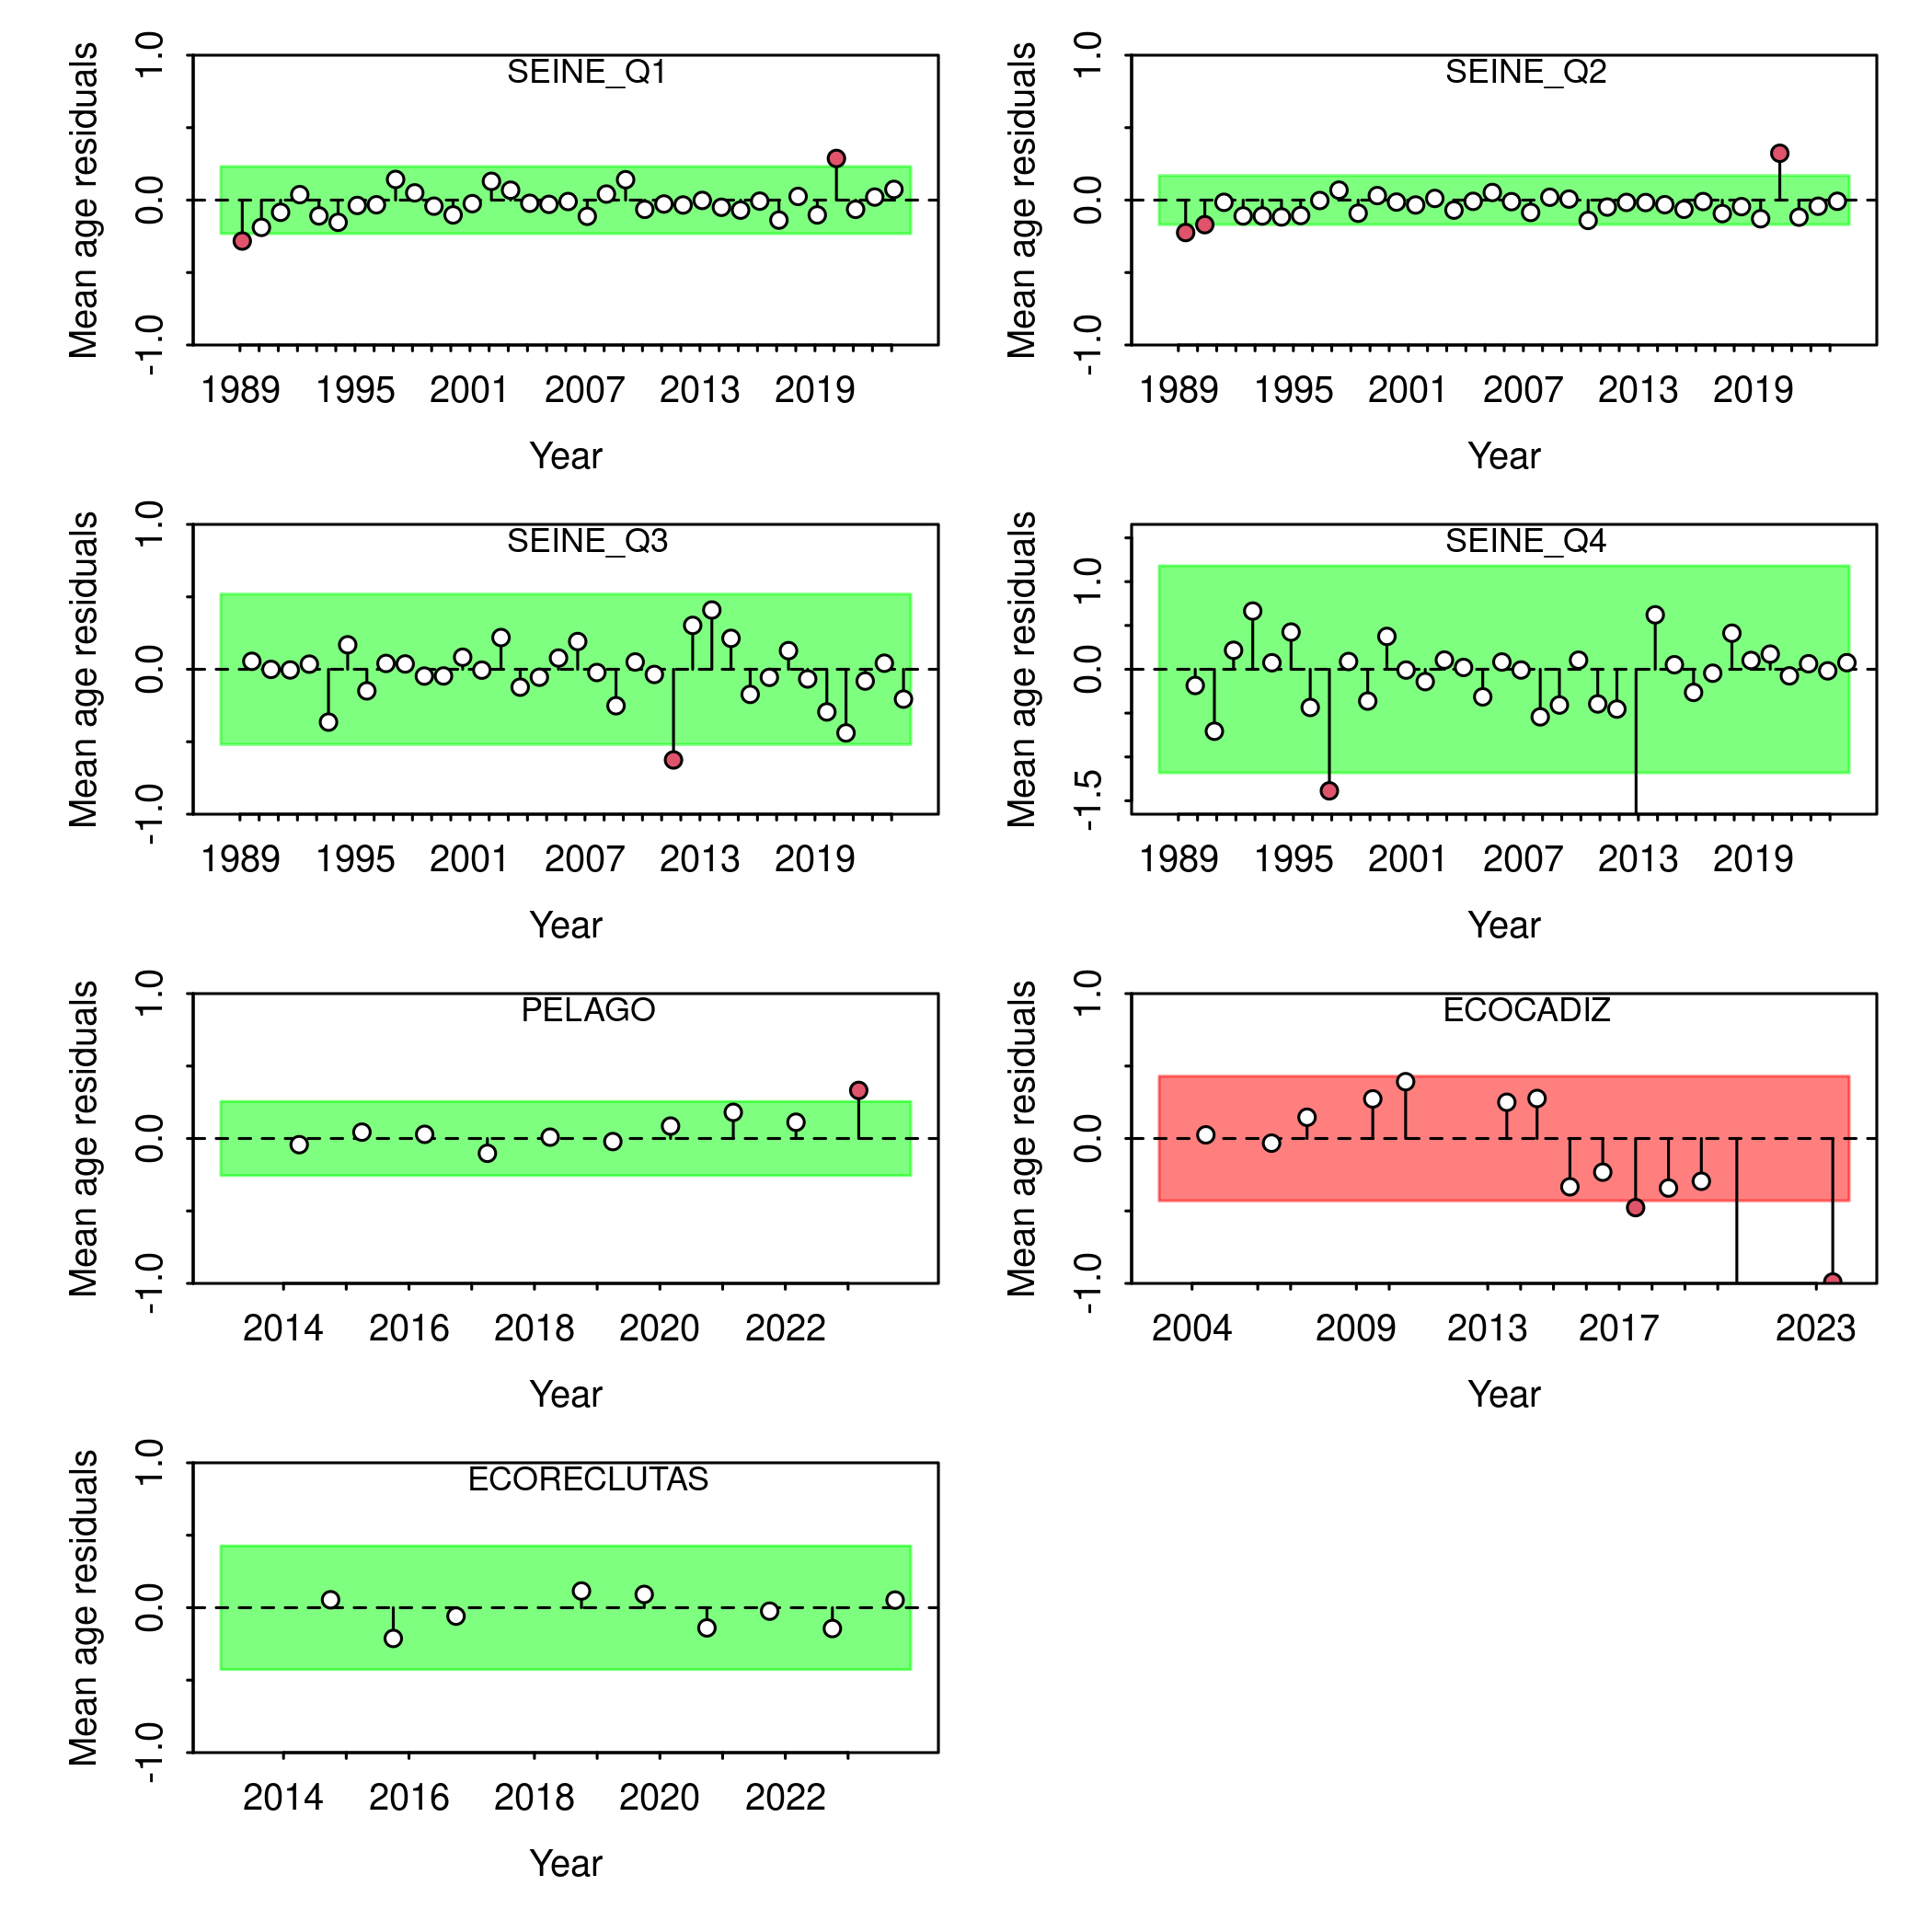 SEINE_Q1
Mean age residuals
1.0
0.0
-1.0
1989 1995 2001 2007 2013 2019
Year
SEINE_Q2
Mean age residuals
1.0
0.0
-1.0
1989 1995 2001 2007 2013 2019
Year
SEINE_Q3
Mean age residuals
1.0
0.0
-1.0
1989 1995 2001 2007 2013 2019
Year
SEINE_Q4
Mean age residuals
1.0
0.0
-1.5
1989 1995 2001 2007 2013 2019
Year
PELAGO
Mean age residuals
1.0
0.0
-1.0
2014 2016 2018 2020 2022
Year
ECOCADIZ
Mean age residuals
1.0
0.0
-1.0
2004 2009 2013 2017 2023
Year
ECORECLUTAS
Mean age residuals
1.0
0.0
-1.0
2014 2016 2018 2020 2022
Year